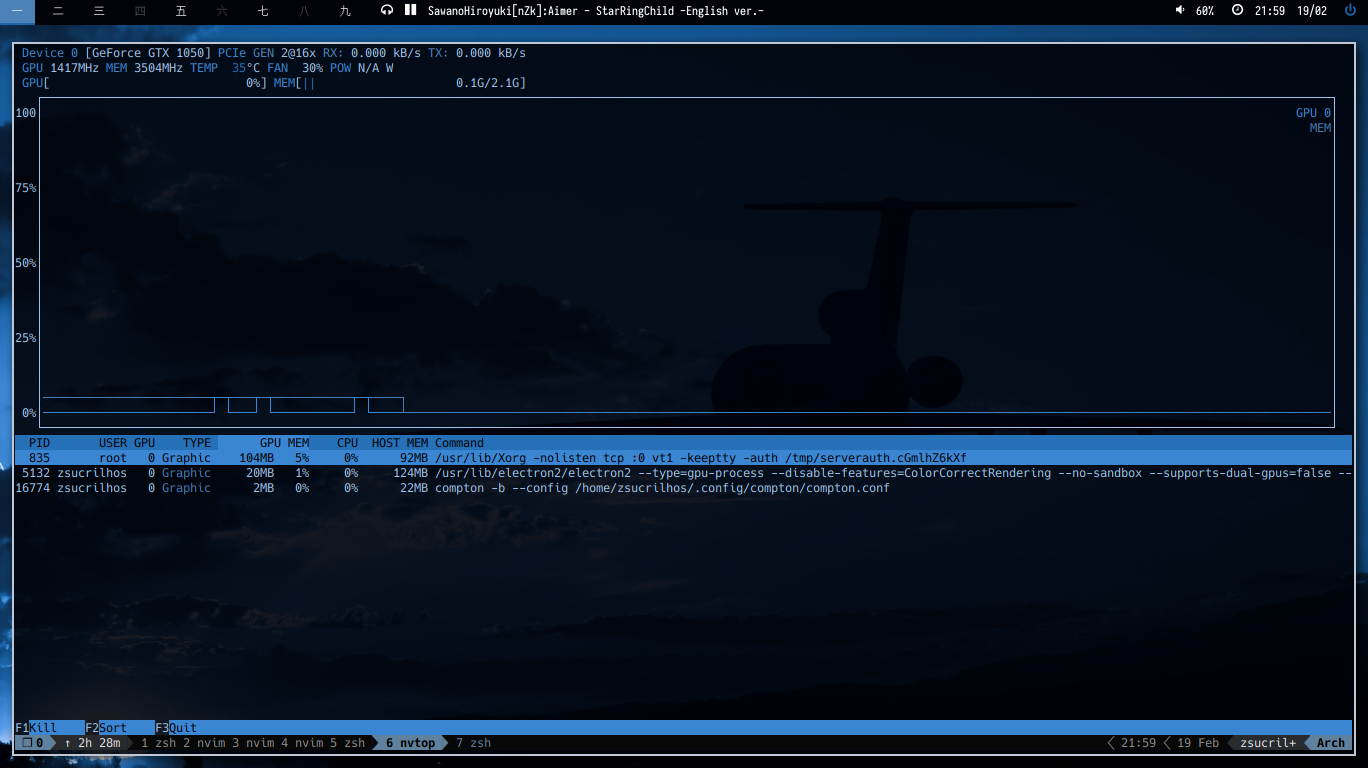 一 二 三 四 五 六 七 八 九 SawanoHiroyuki[nZk]:Aimer - StarRingChild -English ver.- 60% 21:59 19/02
Device 0 [GeForce GTX 1050] PCIe GEN 2@16x RX: 0.000 kB/s TX: 0.000 kB/s
GPU 1417MHz MEM 3504MHz TEMP 35°C FAN 30% POW N/A W
GPU[ 0%] MEM[|| 0.1G/2.1G]
100 GPU 0
MEM
75%
50%
25%
0%
PID USER GPU TYPE GPU MEM CPU HOST MEM Command
835 root 0 Graphic 104MB 5% 0% 92MB /usr/lib/Xorg -nolisten tcp :0 vt1 -keeptty -auth /tmp/serverauth.cGmlhZ6kXf
5132 zsucrilhos 0 Graphic 20MB 1% 0% 124MB /usr/lib/electron2/electron2 --type=gpu-process --disable-features=ColorCorrectRendering --no-sandbox --supports-dual-gpus=false --
16774 zsucrilhos 0 Graphic 2MB 0% 0% 22MB compton -b --config /home/zsucrilhos/.config/compton/compton.conf
F1Kill F2Sort F3Quit
❐ 0 ↑ 2h 28m 1 zsh 2 nvim 3 nvim 4 nvim 5 zsh 6 nvtop 7 zsh 21:59 19 Feb zsucril+ Arch